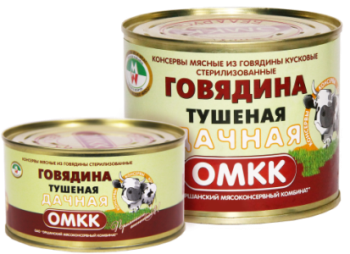 КОНСЕРВЫ МЯСНЫЕ ИЗ ГОВЯДИНЫ КУСКОВЫЕ
СТЕРИЛИЗОВАННЫЕ
ГОВЯДИНА
ТУШЕНАЯ
ДАЧНАЯ
ОМКК
ОРШАНСКИЙ МЯСОКОНСЕРВНЫЙ КОМБИНАТ"
КОНСЕРВЫ МЯСНЫЕ ИЗ ГОВЯДИНЫ СТЕРИЛИЗОВАННЫЕ
ГОВЯДИНА
ТУШЕНАЯ
ДАЧНАЯ
ОМКК
ОАО "ОРШАНСКИЙ МЯСОКОНСЕРВНЫЙ КОМБИНАТ"